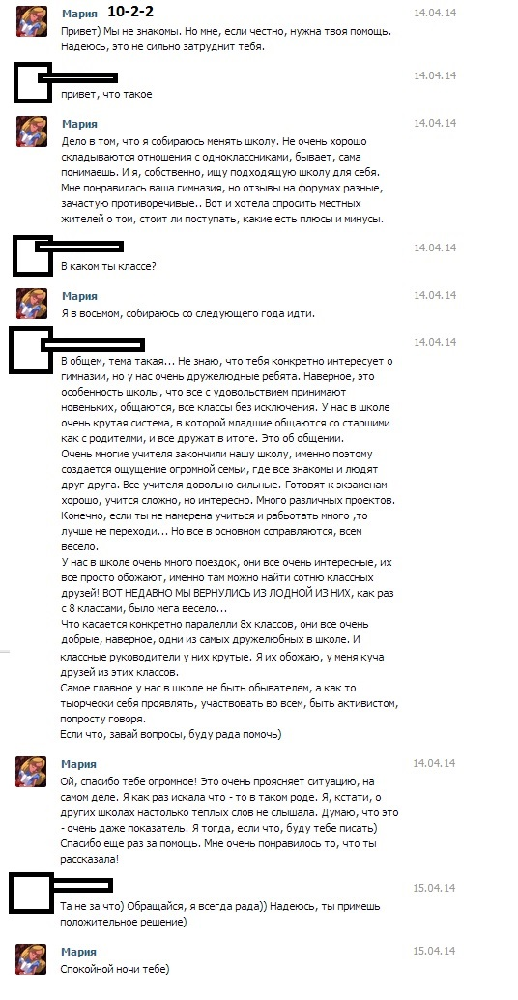 Мария 10-2-2 14.04.14
Привет) Мы не знакомы. Но мне, если честно, нужна твоя помощь.
Надеюсь, это не сильно затруднит тебя.
14.04.14
привет, что такое
Мария 14.04.14
Дело в том, что я собираюсь менять школу. Не очень хорошо
складываются отношения с одноклассниками, бывает, сама
понимаешь. И я, собственно, ищу подходящую школу для себя.
Мне понравилась ваша гимназия, но отзывы на форумах разные,
зачастую противоречивые.. Вот и хотела спросить местных
жителей о том, стоит ли поступать, какие есть плюсы и минусы.
14.04.14
В каком ты классе?
Мария 14.04.14
Я в восьмом, собираюсь со следующего года идти.
14.04.14
В общем, тема такая... Не знаю, что тебя конкретно интересует о
гимназии, но у нас очень дружелюдные ребята. Наверное, это
особенность школы, что все с удовольствием принимают
новеньких, общаются, все классы без исключения. У нас в школе
очень крутая система, в которой младшие общаются со старшими
как с родителми, и все дружат в итоге. Это об общении.
Очень многие учителя закончили нашу школу, именно поэтому
создается ощущение огромной семьи, где все знакомы и людят
друг друга. Все учителя довольно сильные. Готовят к экзаменам
хорошо, учится сложно, но интересно. Много различных проектов.
Конечно, если ты не намерена учиться и рабьотать много ,то
лучше не переходи... Но все в основном ссправляются, всем
весело.
У нас в школе очень много поездок, они все очень интересные, их
все просто обожают, именно там можно найти сотню классных
друзей! ВОТ НЕДАВНО МЫ ВЕРНУЛИСЬ ИЗ ЛОДНОЙ ИЗ НИХ, как раз
с 8 классами, было мега весело...
Что касается конкретно паралелли 8х классов, они все очень
добрые, наверное, одни из самых дружелюбных в школе. И
классные руководители у них крутые. Я их обожаю, у меня куча
друзей из этих классов.
Самое главное у нас в школе не быть обывателем, а как то
тыорчески себя проявлять, участвовать во всем, быть активистом,
попросту говоря.
Если что, завай вопросы, буду рада помочь)
Мария 14.04.14
Ой, спасибо тебе огромное! Это очень проясняет ситуацию, на
самом деле. Я как раз искала что - то в таком роде. Я, кстати, о
других школах настолько теплых слов не слышала. Думаю, что это
- очень даже показатель. Я тогда, если что, буду тебе писать)
Спасибо еще раз за помощь. Мне очень понравилось то, что ты
рассказала!
15.04.14
Та не за что) Обращайся, я всегда рада)) Надеюсь, ты примешь
положительное решение)
Мария 15.04.14
Спокойной ночи тебе)